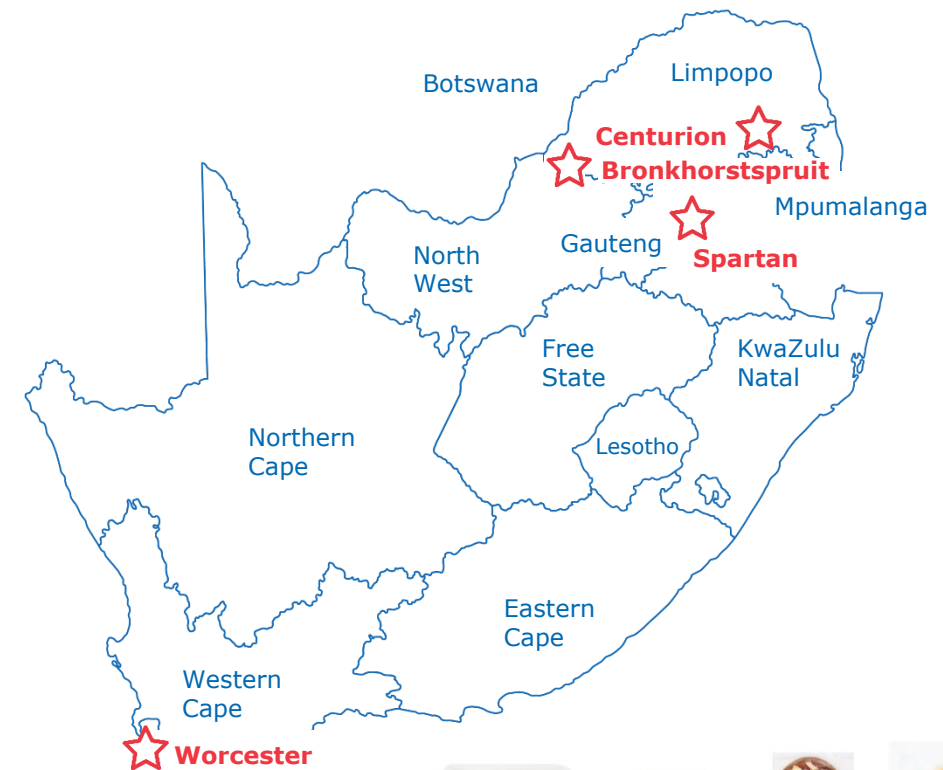 Limpopo
Botswana
Centurion
Bronkhorstspruit
Mpumalanga
Gauteng
North
West
Spartan
Free
State
KwaZulu
Natal
Northern
Cape
Lesotho
Eastern
Cape
Western
Cape
Worcester